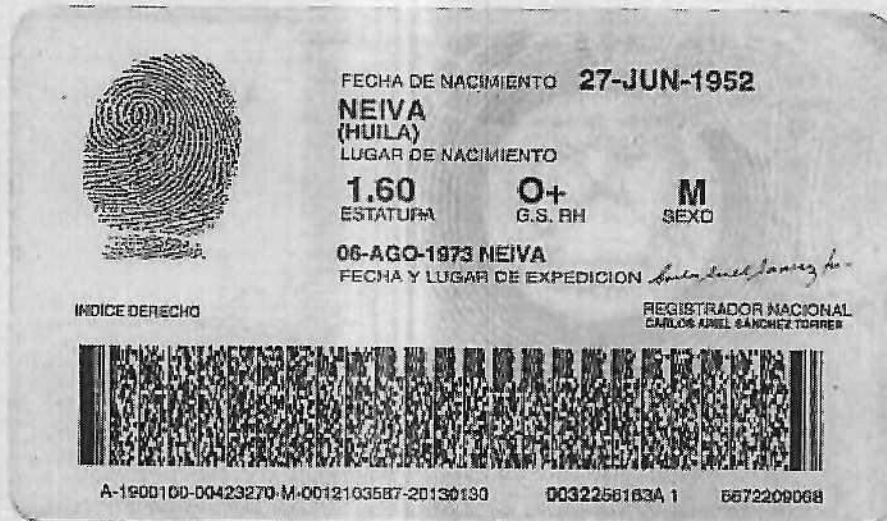 FECHA DE NACIMIENTO 27-JUN-1952
NEIVA
(HUILA)
LUGAR DE NACIMIENTO
1.60 O+ M
ESTATURA G.S. RH SEXO
06-AGO-1973 NEIVA
FECHA Y LUGAR DE EXPEDICION
INDICE DERECHO
REGISTRADOR NACIONAL
CARLOS ARIEL SÁNCHEZ TORRES
A-1900100-00423270-M-0012103587-20130130 0032256163A 1 6672209068